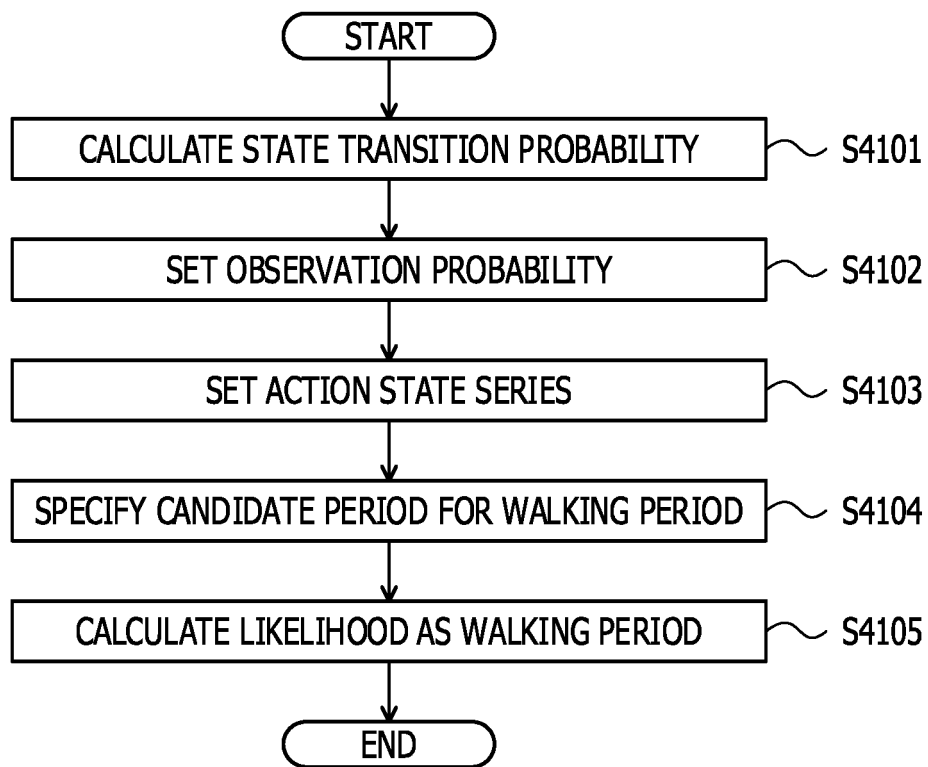 START
CALCULATE STATE TRANSITION PROBABILITY
S4101
SET OBSERVATION PROBABILITY
S4102
SET ACTION STATE SERIES
S4103
SPECIFY CANDIDATE PERIOD FOR WALKING PERIOD
S4104
CALCULATE LIKELIHOOD AS WALKING PERIOD
S4105
END